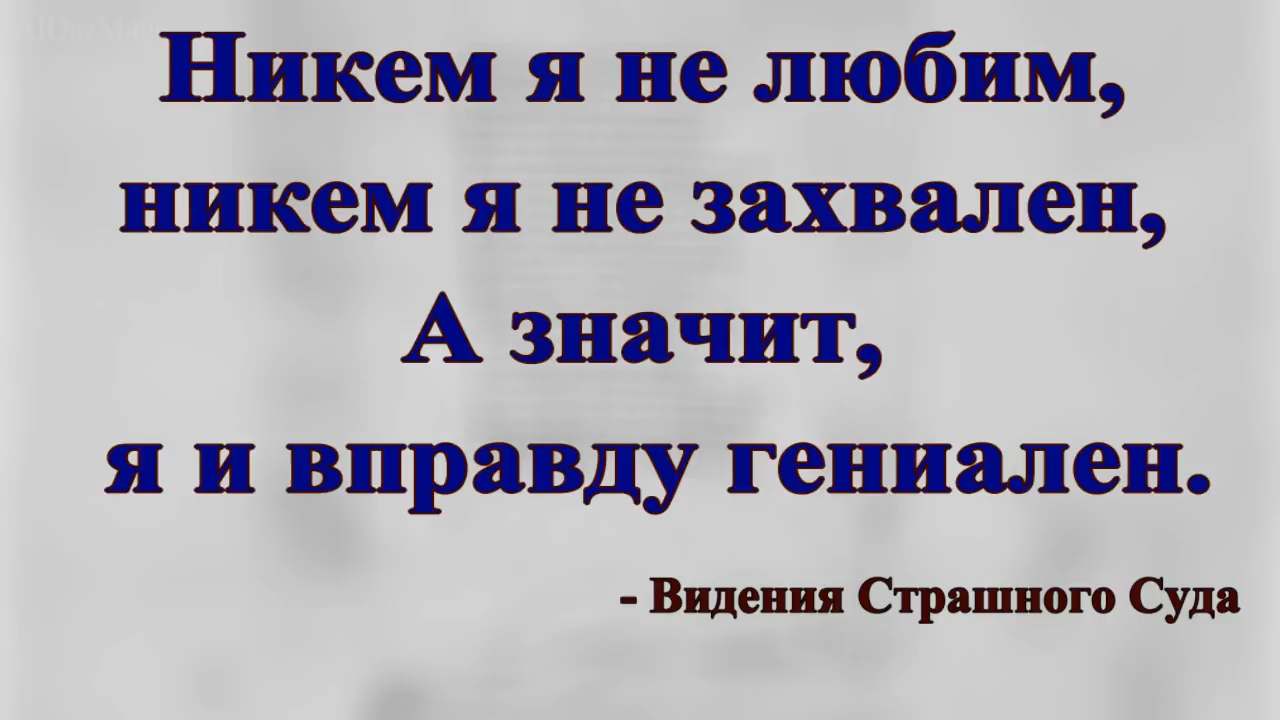 Никем я не любим,
никем я не захвален,
А значит,
я и вправду гениален.
- Видения Страшного Суда